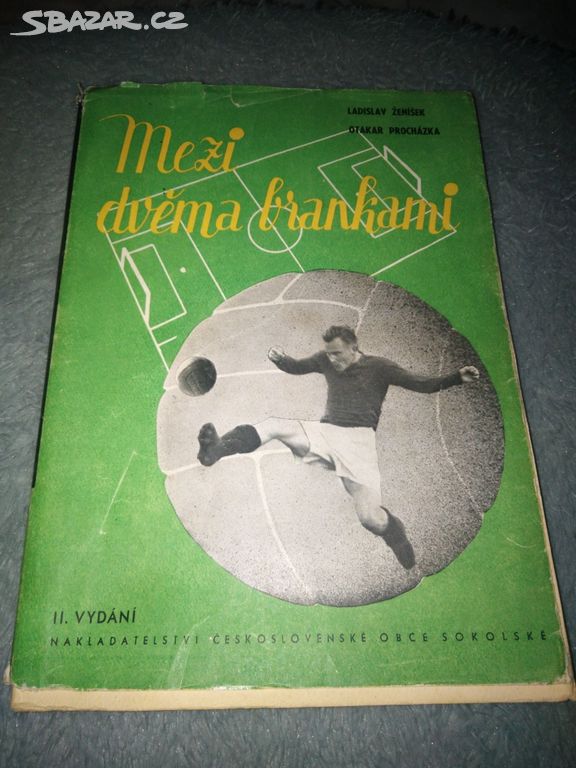 SBAZAR.CZ
LADISLAV ŽENÍŠEK
OTAKAR PROCHÁZKA
Mezi
dvěma brankami
II. VYDÁNÍ
NAKLADATELSTVÍ ČESKOSLOVENSKÉ OBCE SOKOLSKÉ